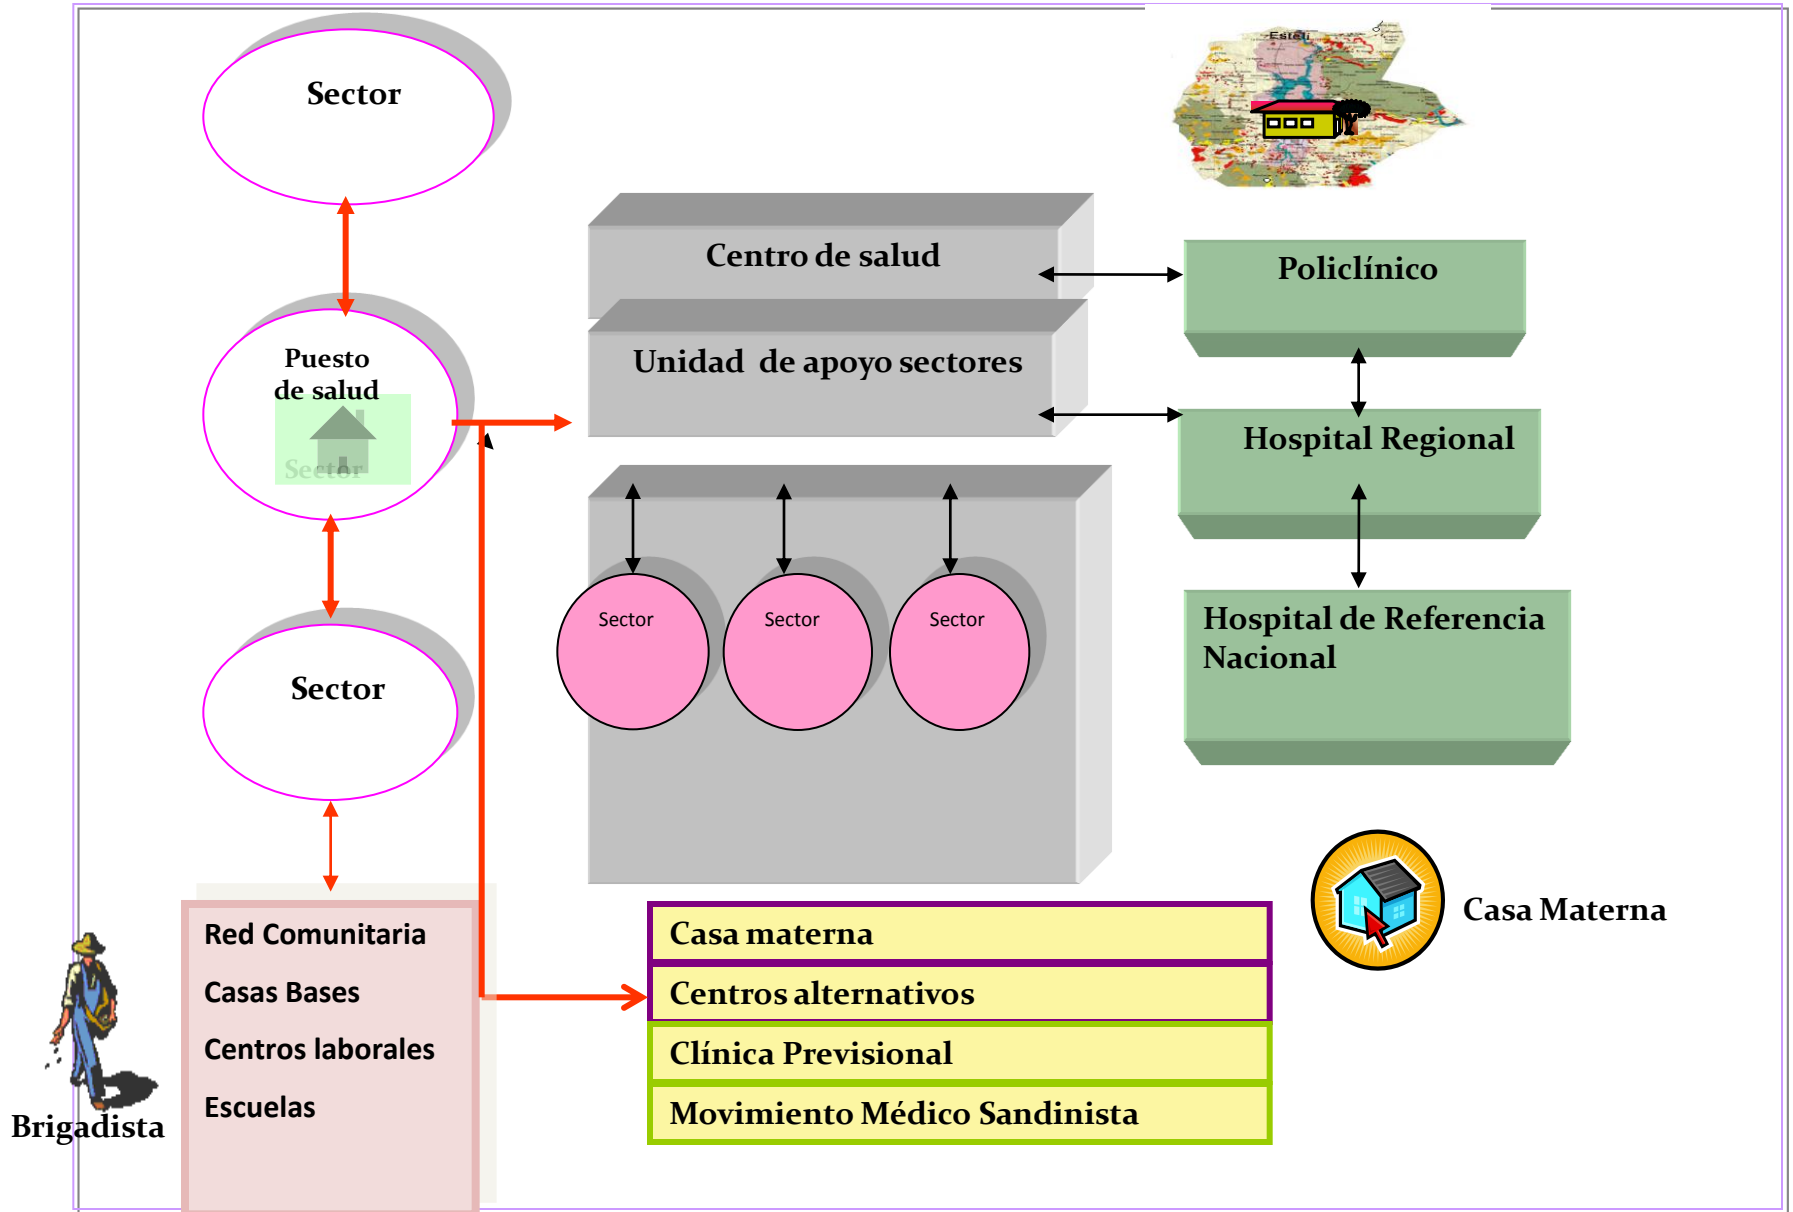 Sector
Estelí
Centro de salud
Policlínico
Puesto
de salud
Sector
Unidad de apoyo sectores
Hospital Regional
Sector
Sector
Sector
Hospital de Referencia
Nacional
Sector
Red Comunitaria
Casas Bases
Centros laborales
Escuelas
Brigadista
Casa materna
Centros alternativos
Clínica Previsional
Movimiento Médico Sandinista
Casa Materna